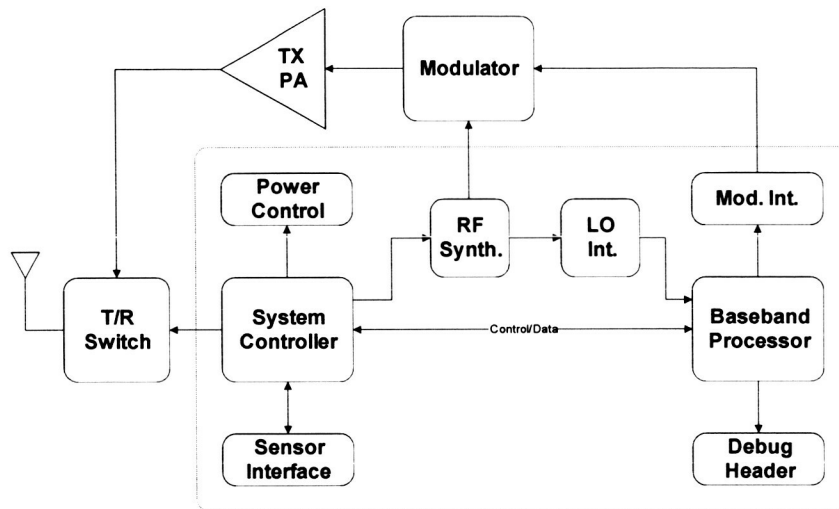 TX
PA
Modulator
Power
Control
RF
Synth.
LO
Int.
Mod. Int.
T/R
Switch
System
Controller
Control/Data
Baseband
Processor
Sensor
Interface
Debug
Header